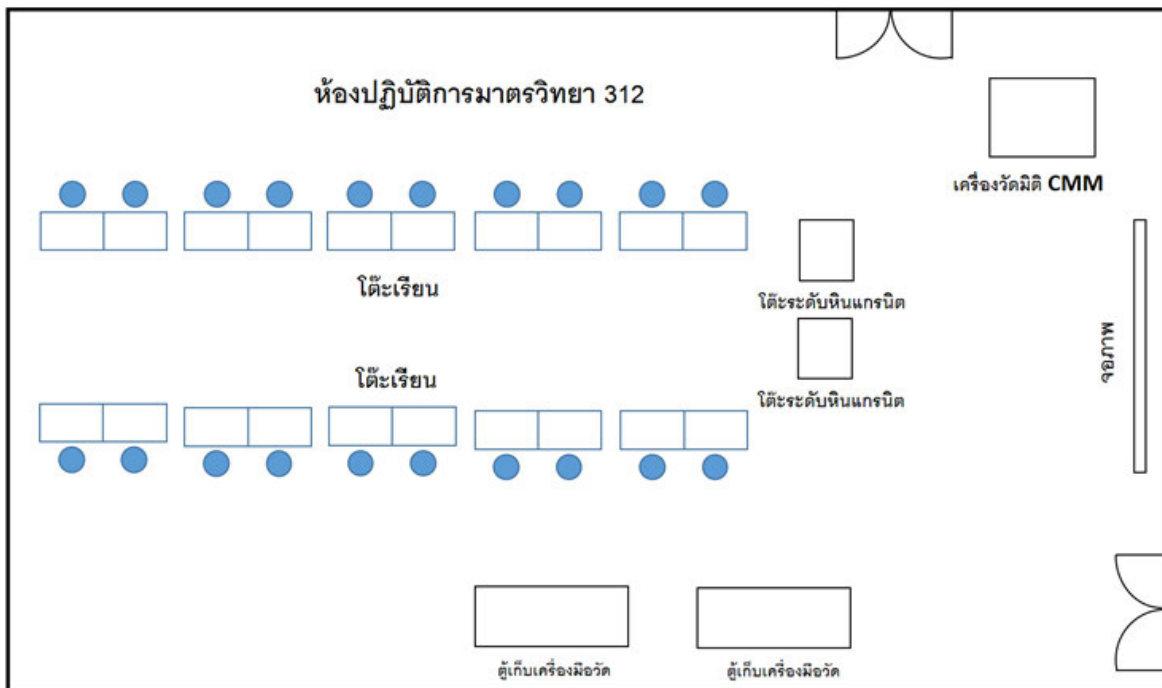 ห้องปฏิบัติการมาตรวิทยา 312
เครื่องวัดมิติ CMM
โต๊ะเรียน
โต๊ะระดับหินแกรนิต
จอภาพ
โต๊ะเรียน
โต๊ะระดับหินแกรนิต
ตู้เก็บเครื่องมือวัด
ตู้เก็บเครื่องมือวัด